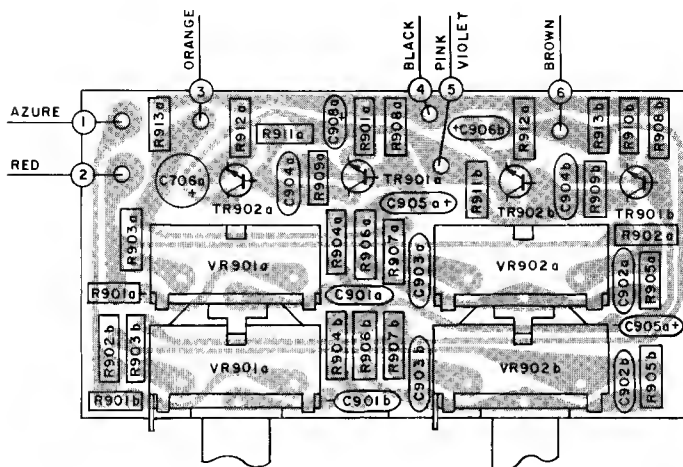 ORANGE
BLACK
PINK
VIOLET
BROWN
AZURE
RED
1
2
3
4
5
6
R913a
R912a
R911a
C908a
+
R901a
R908a
+C906b
R912a
R913b
R910b
R908b
C706a
+
C904a
R909a
TR901a
C905a+
R911b
C904b
R909b
TR902a
TR902b
TR901b
R903a
R904a
R906a
R907a
C903a
R902a
VR901a
VR902a
C902a
R905a
R901a
C901a
C905a+
R902b
R903b
R904b
R906b
R907b
C903b
VR901a
VR902b
C902b
R905b
R901b
C901b